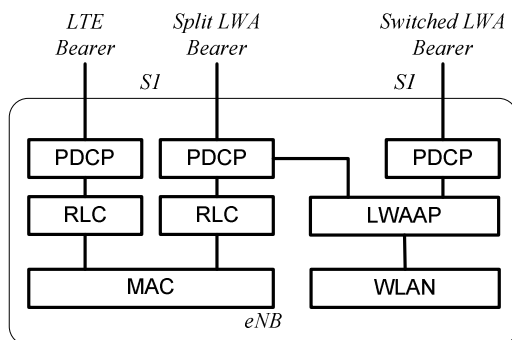 LTE Split LWA Switched LWA
Bearer Bearer Bearer
S1 S1
PDCP PDCP PDCP
RLC RLC LWAAP
MAC WLAN
eNB